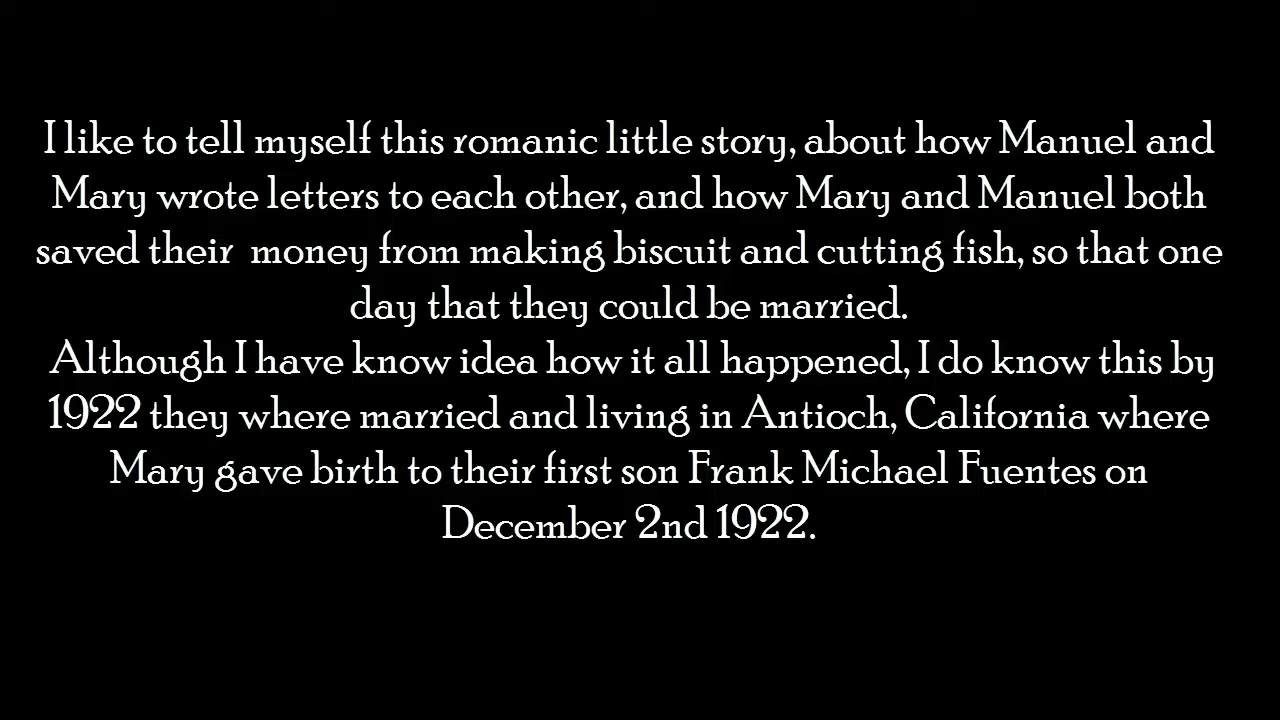 I like to tell myself this romanic little story, about how Manuel and
Mary wrote letters to each other, and how Mary and Manuel both
saved their  money from making biscuit and cutting fish, so that one
day that they could be married.
Although I have know idea how it all happened, I do know this by
1922 they where married and living in Antioch, California where
Mary gave birth to their first son Frank Michael Fuentes on
December 2nd 1922.